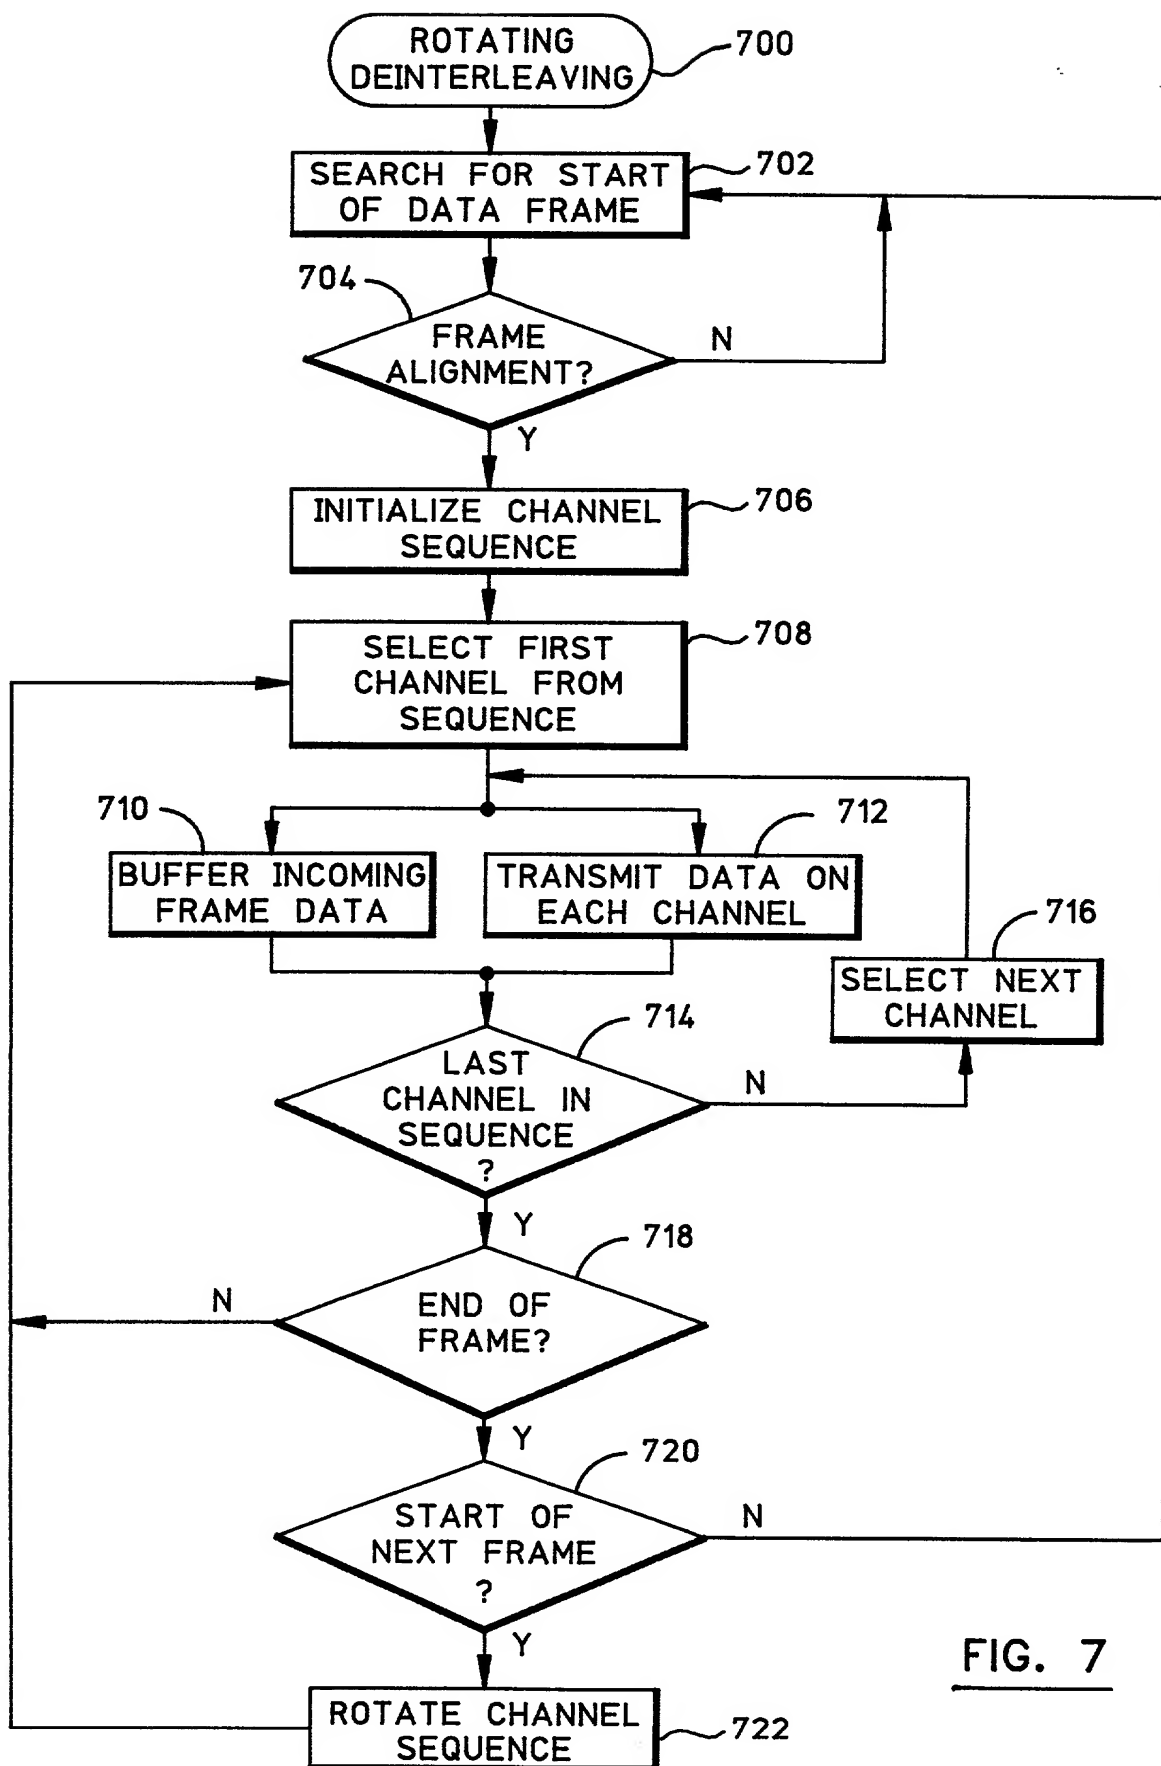 ROTATING
DEINTERLEAVING
700
SEARCH FOR START
OF DATA FRAME
702
704
FRAME
ALIGNMENT?
N
Y
INITIALIZE CHANNEL
SEQUENCE
706
SELECT FIRST
CHANNEL FROM
SEQUENCE
708
710
BUFFER INCOMING
FRAME DATA
712
TRANSMIT DATA ON
EACH CHANNEL
716
SELECT NEXT
CHANNEL
714
LAST
CHANNEL IN
SEQUENCE
?
N
Y
718
END OF
FRAME?
N
Y
720
START OF
NEXT FRAME
?
N
Y
ROTATE CHANNEL
SEQUENCE
722
FIG. 7